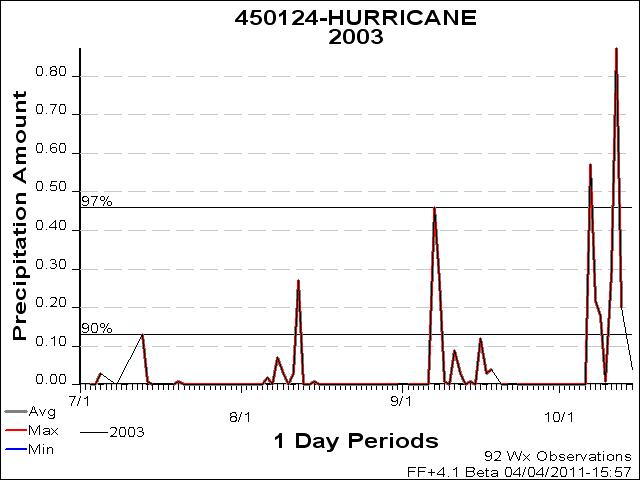 450124-HURRICANE
2003
Precipitation Amount
0.80
0.70
0.60
0.50
97%
0.40
0.30
0.20
0.10
90%
0.00
7/1
8/1
9/1
10/1
Avg
Max
Min
2003
1 Day Periods
92 Wx Observations
FF+4.1 Beta 04/04/2011-15:57